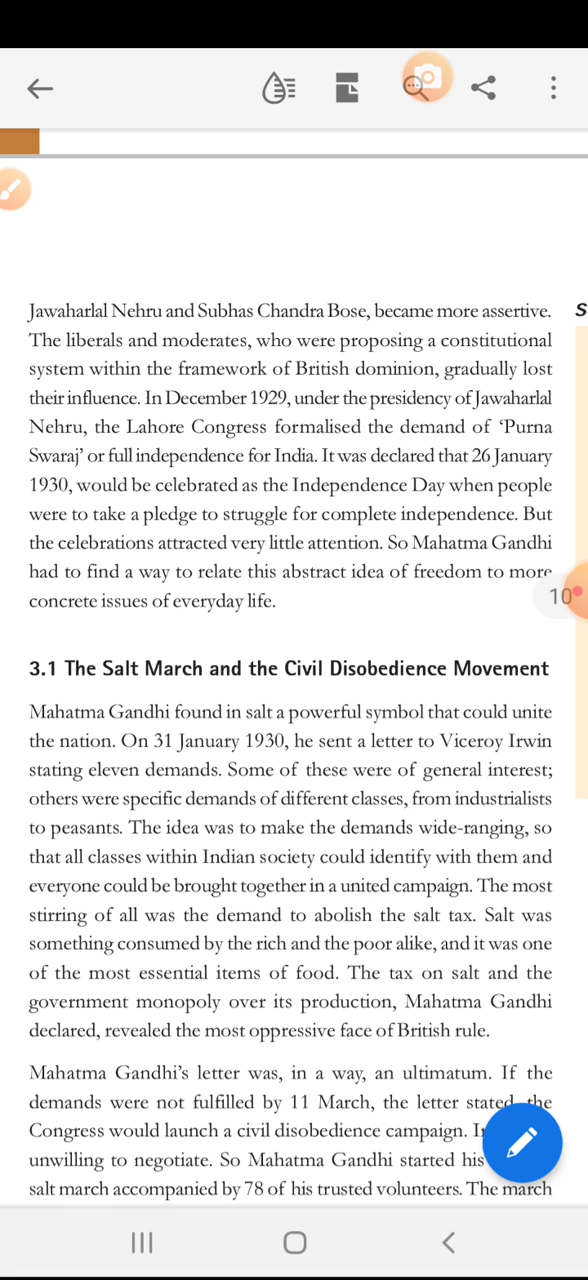 Jawaharlal Nehru and Subhas Chandra Bose, became more assertive.
The liberals and moderates, who were proposing a constitutional
system within the framework of British dominion, gradually lost
their influence. In December 1929, under the presidency of Jawaharlal
Nehru, the Lahore Congress formalised the demand of ‘Purna
Swaraj’ or full independence for India. It was declared that 26 January
1930, would be celebrated as the Independence Day when people
were to take a pledge to struggle for complete independence. But
the celebrations attracted very little attention. So Mahatma Gandhi
had to find a way to relate this abstract idea of freedom to more
concrete issues of everyday life.
10
3.1 The Salt March and the Civil Disobedience Movement
Mahatma Gandhi found in salt a powerful symbol that could unite
the nation. On 31 January 1930, he sent a letter to Viceroy Irwin
stating eleven demands. Some of these were of general interest;
others were specific demands of different classes, from industrialists
to peasants. The idea was to make the demands wide-ranging, so
that all classes within Indian society could identify with them and
everyone could be brought together in a united campaign. The most
stirring of all was the demand to abolish the salt tax. Salt was
something consumed by the rich and the poor alike, and it was one
of the most essential items of food. The tax on salt and the
government monopoly over its production, Mahatma Gandhi
declared, revealed the most oppressive face of British rule.
Mahatma Gandhi’s letter was, in a way, an ultimatum. If the
demands were not fulfilled by 11 March, the letter stated, the
Congress would launch a civil disobedience campaign.
unwilling to negotiate. So Mahatma Gandhi started his
salt march accompanied by 78 of his trusted volunteers. The march